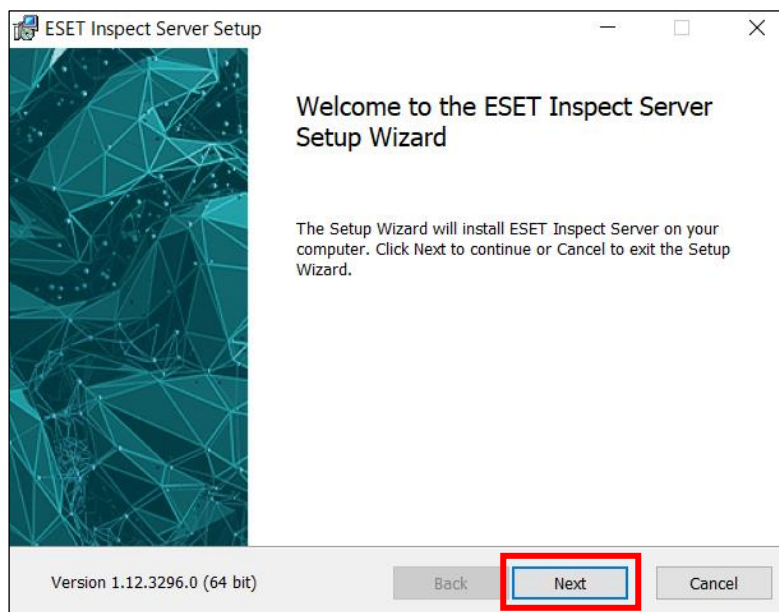 ESET Inspect Server Setup
Welcome to the ESET Inspect Server
Setup Wizard
The Setup Wizard will install ESET Inspect Server on your
computer. Click Next to continue or Cancel to exit the Setup
Wizard.
Version 1.12.3296.0 (64 bit)
Back
Next
Cancel